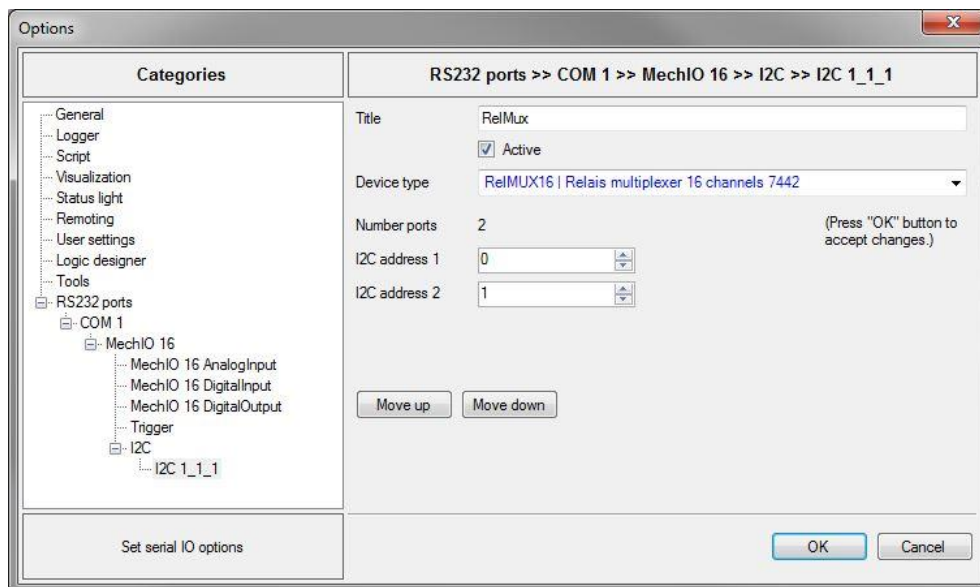 Options
x
Categories
General
Logger
Script
Visualization
Status light
Remoting
User settings
Logic designer
Tools
RS232 ports
COM 1
MechIO 16
MechIO 16 AnalogInput
MechIO 16 DigitalInput
MechIO 16 DigitalOutput
Trigger
I2C
I2C 1_1_1
Set serial IO options
RS232 ports >> COM 1 >> MechIO 16 >> I2C >> I2C 1_1_1
Title RelMux
Active
Device type RelMUX16 | Relais multiplexer 16 channels 7442
Number ports 2 (Press "OK" button to
accept changes.)
I2C address 1 0
I2C address 2 1
Move up Move down
OK Cancel